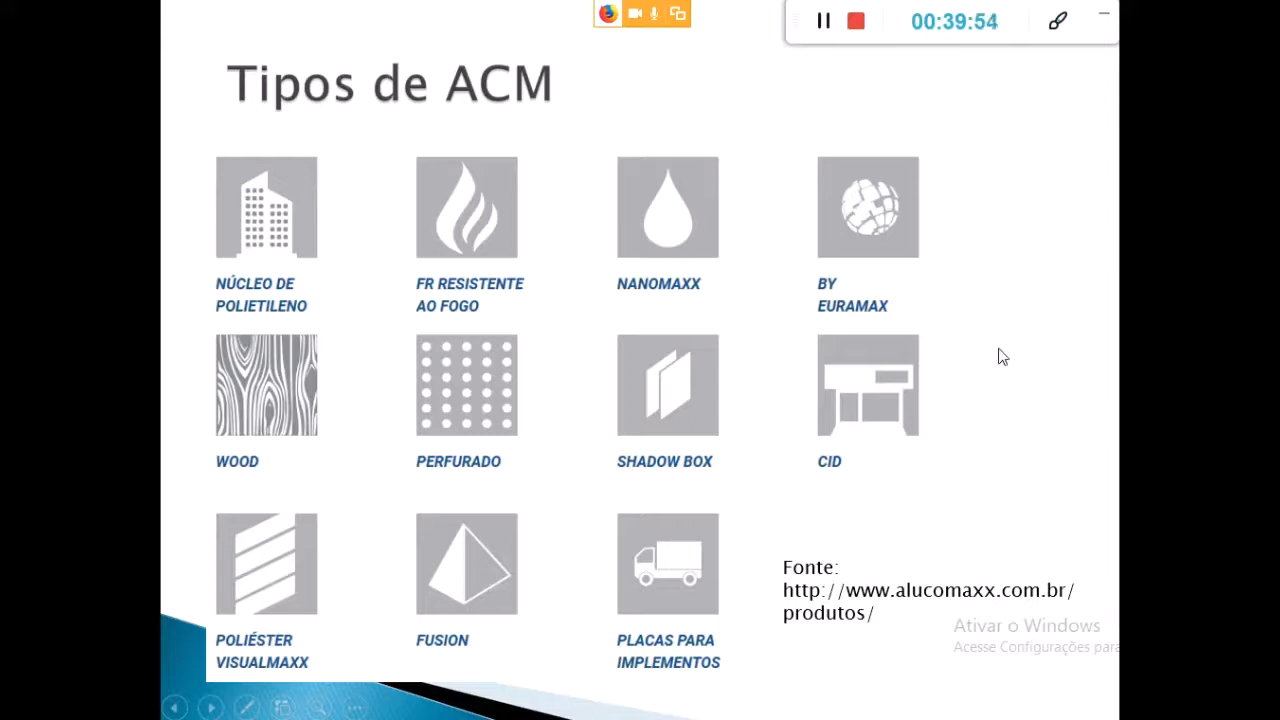 00:39:54
Tipos de ACM
NÚCLEO DE
POLIETILENO
FR RESISTENTE
AO FOGO
NANOMAXX
BY
EURAMAX
WOOD
PERFURADO
SHADOW BOX
CID
POLIÉSTER
VISUALMAXX
FUSION
PLACAS PARA
IMPLEMENTOS
Fonte:
http://www.alucomaxx.com.br/
produtos/
Ativar o Windows
Acesse Configurações para